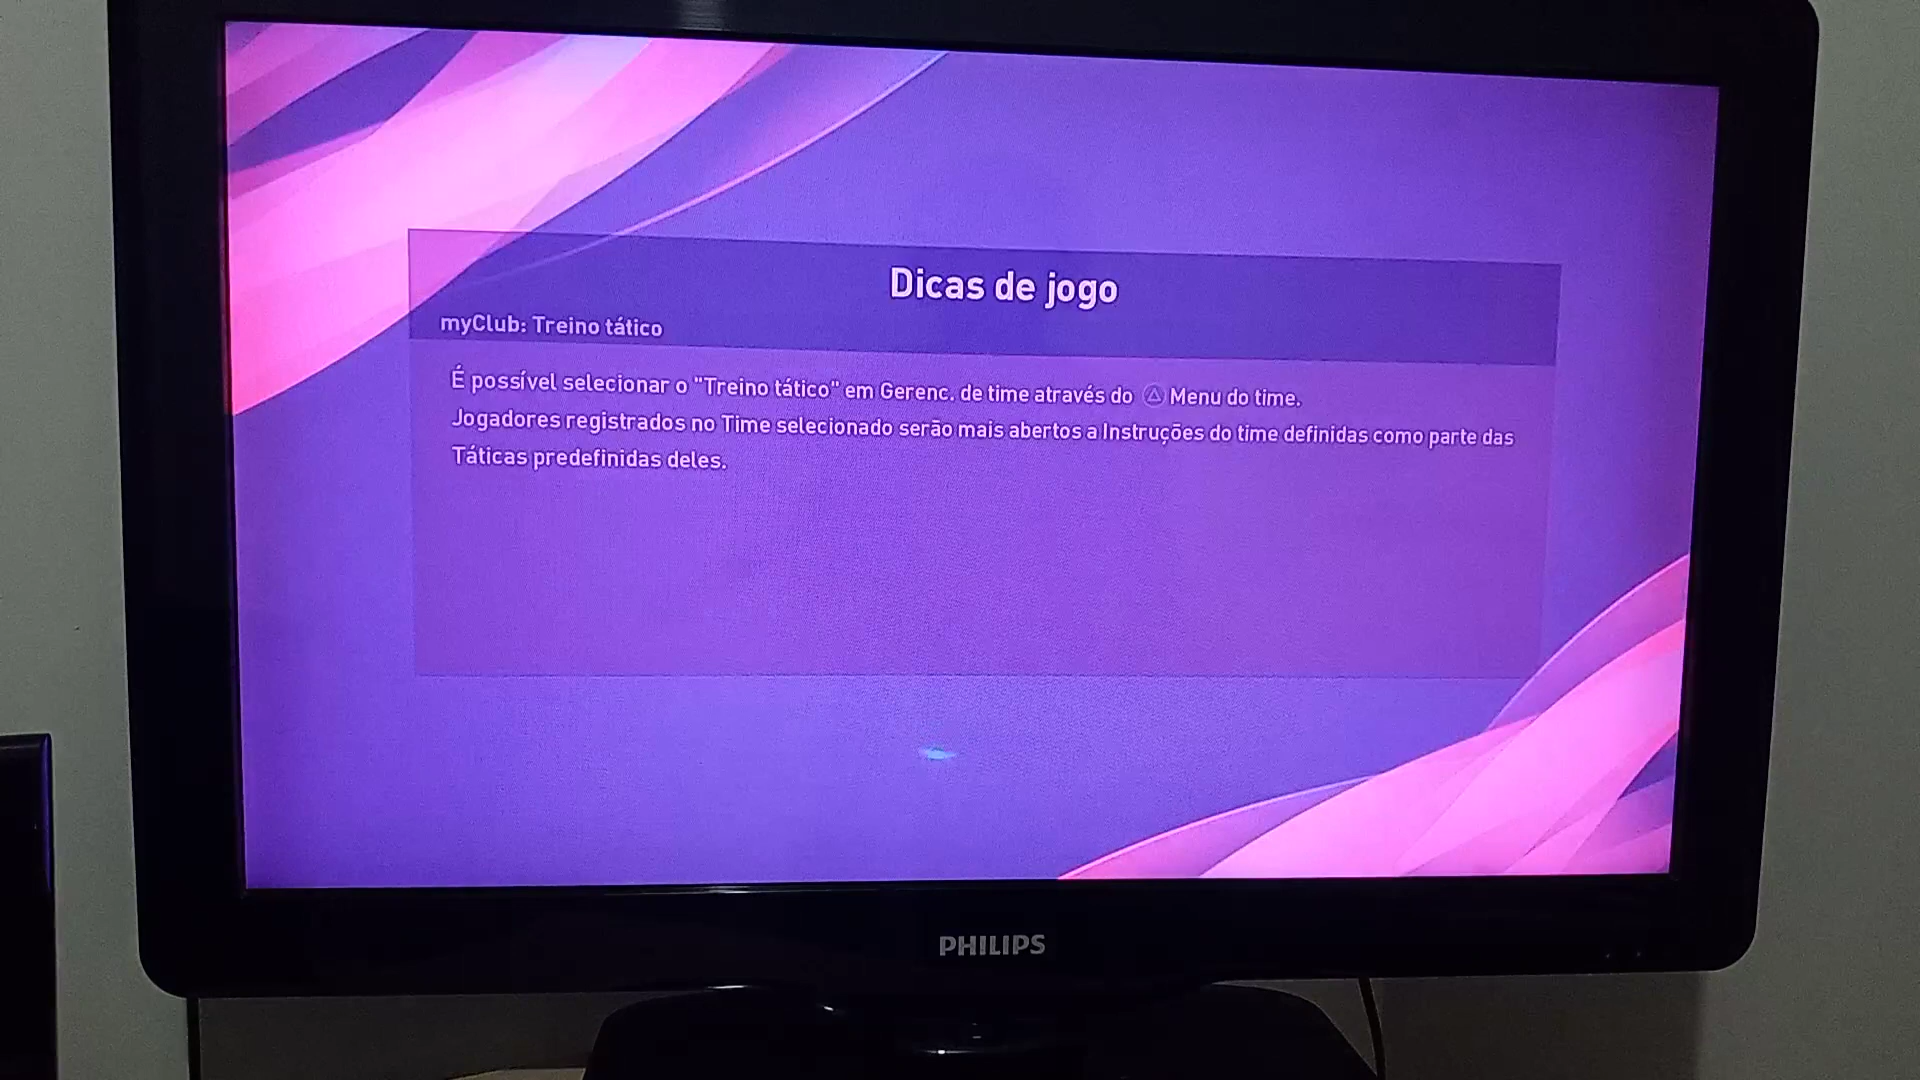 Dicas de jogo
myClub: Treino tático
É possível selecionar o "Treino tático" em Gerenc. de time através do Menu do time.
Jogadores registrados no Time selecionado serão mais abertos a Instruções do time definidas como parte das
Táticas predefinidas deles.
PHILIPS